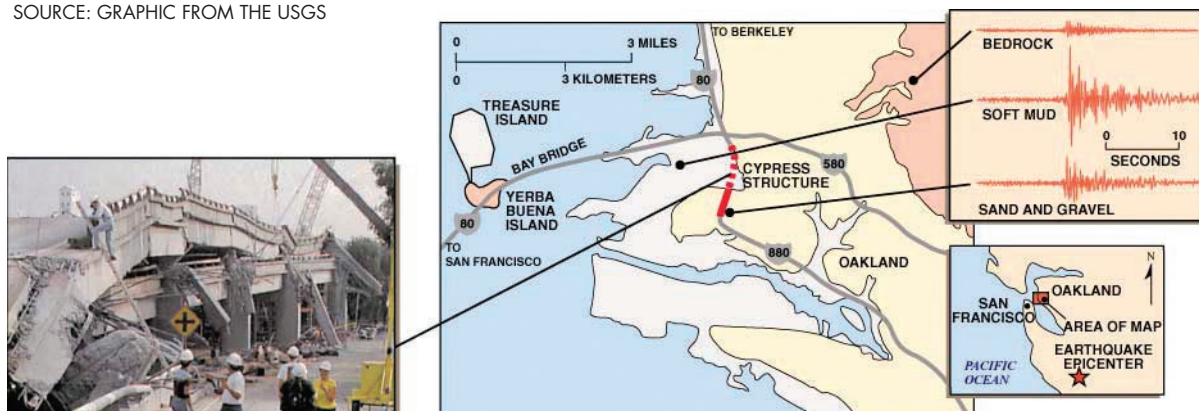 SOURCE: GRAPHIC FROM THE USGS
0
3 MILES
0
3 KILOMETERS
TO BERKELEY
80
TREASURE
ISLAND
BAY BRIDGE
YERBA
BUENA
ISLAND
80
TO
SAN FRANCISCO
CYPRESS
STRUCTURE
580
880
OAKLAND
BEDROCK
SOFT MUD
0
10
SECONDS
SAND AND GRAVEL
N
SAN
FRANCISCO
OAKLAND
AREA OF MAP
EARTHQUAKE
EPICENTER
PACIFIC
OCEAN